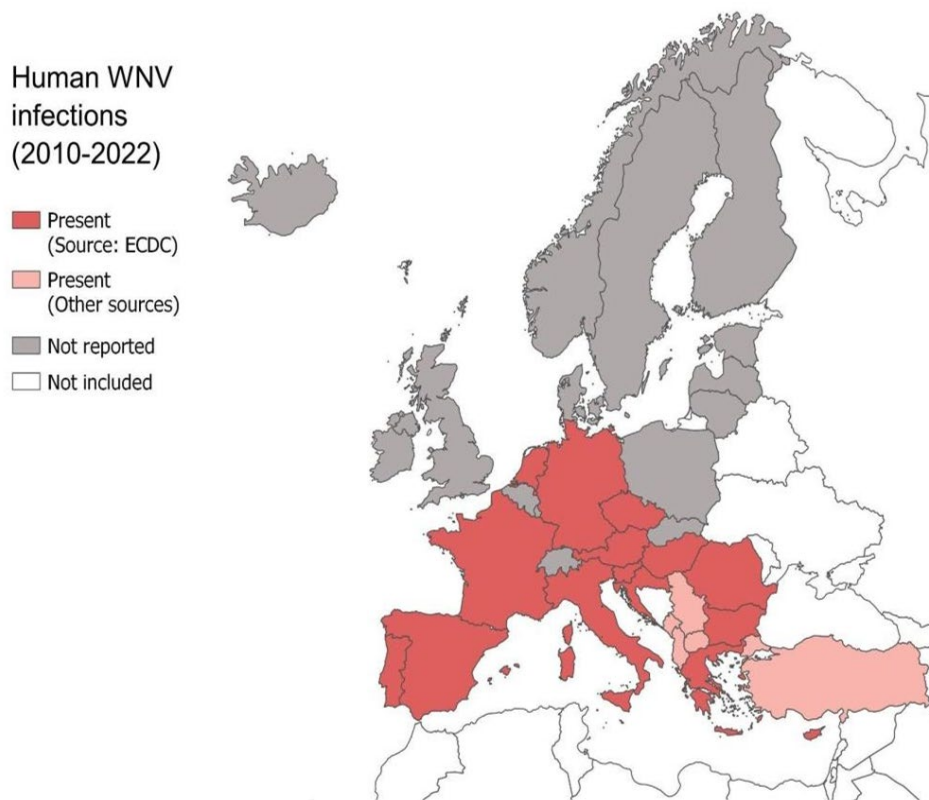 Human WNV
infections
(2010-2022)
Present
(Source: ECDC)
Present
(Other sources)
Not reported
Not included